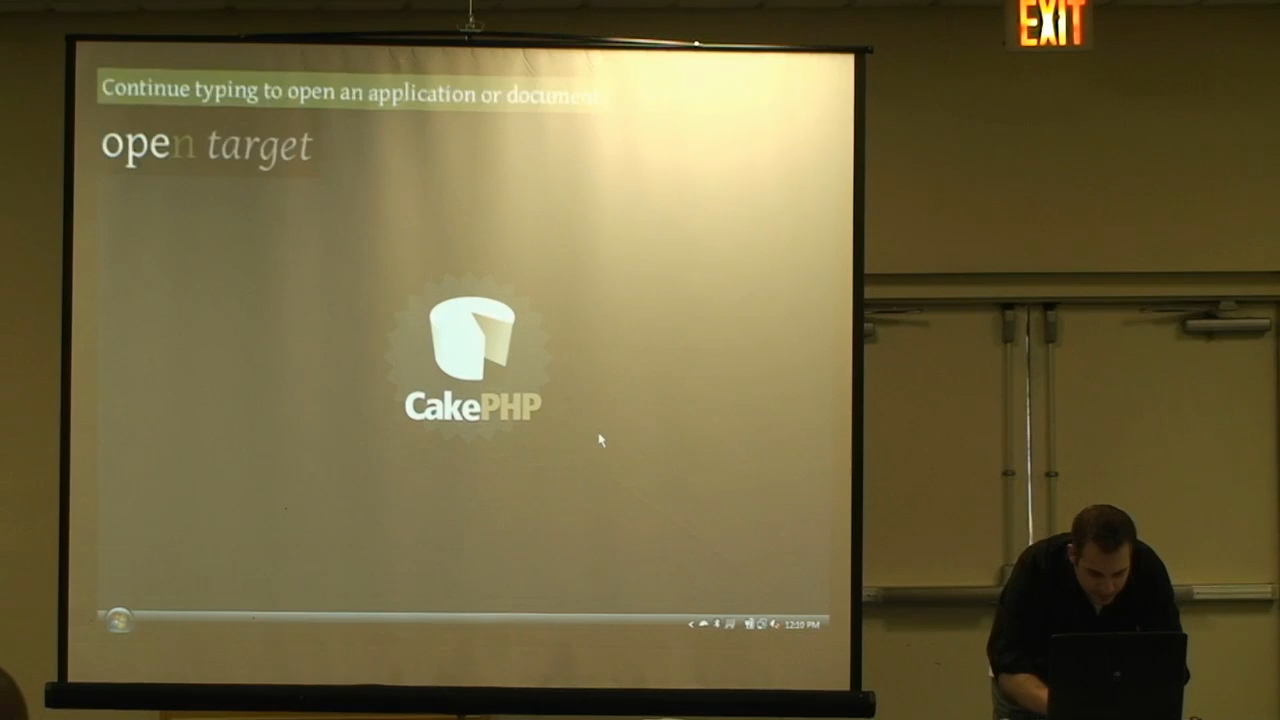 EXIT
Continue typing to open an application or document
open target
CakePHP
12:10 PM